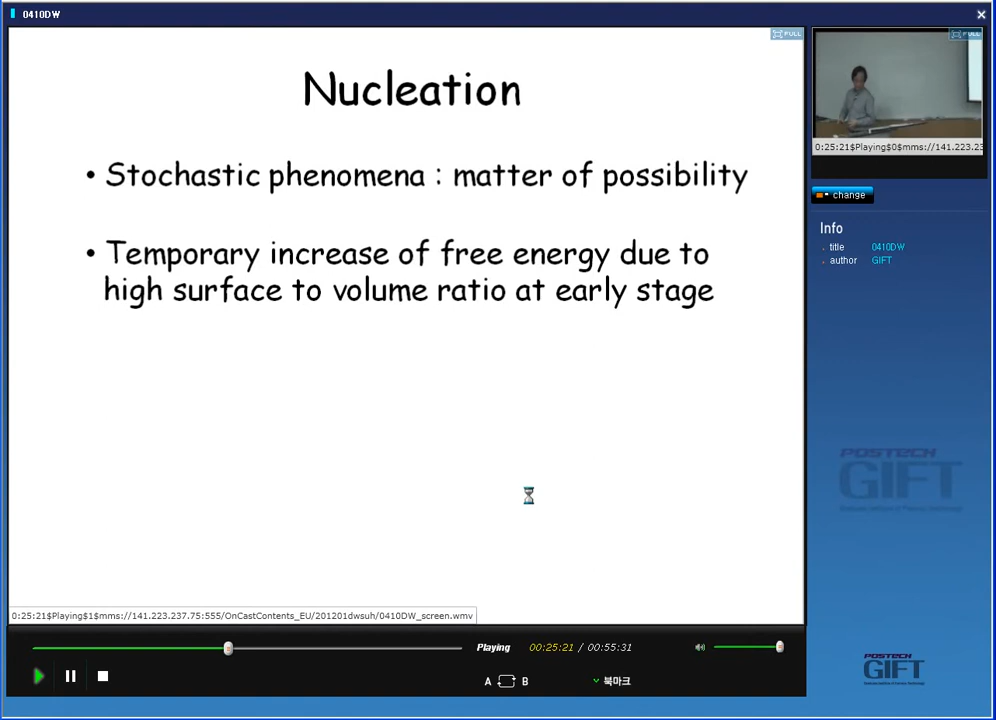 0410DW
FULL
Nucleation
• Stochastic phenomena : matter of possibility
• Temporary increase of free energy due to
high surface to volume ratio at early stage
0:25:21$Playing$1$mms://141.223.237.75:555/OnCastContents_EU/201201dwsuh/0410DW_screen.wmv
FULL
0:25:21$Playing$0$mms://141.223.23
change
Info
title 0410DW
author GIFT
POSTECH
GIFT
Playing 00:25:21 / 00:55:31
A B 북마크
POSTECH
GIFT